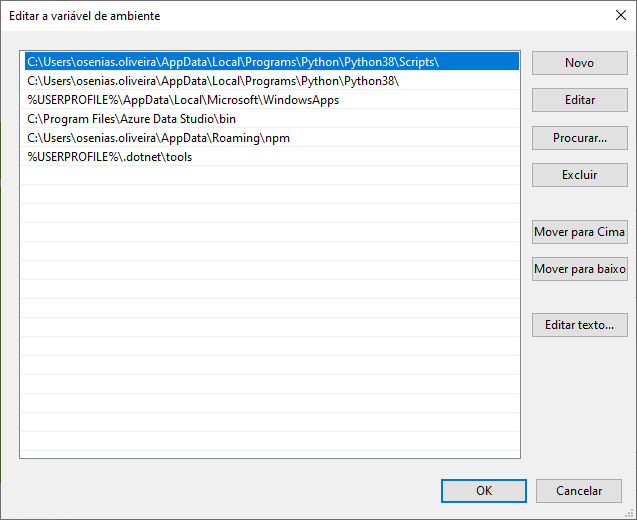 Editar a variável de ambiente
C:\Users\osenias.oliveira\AppData\Local\Programs\Python\Python38\Scripts\
C:\Users\osenias.oliveira\AppData\Local\Programs\Python\Python38\
%USERPROFILE%\AppData\Local\Microsoft\WindowsApps
C:\Program Files\Azure Data Studio\bin
C:\Users\osenias.oliveira\AppData\Roaming\npm
%USERPROFILE%\.dotnet\tools
Novo
Editar
Procurar...
Excluir
Mover para Cima
Mover para baixo
Editar texto...
OK
Cancelar